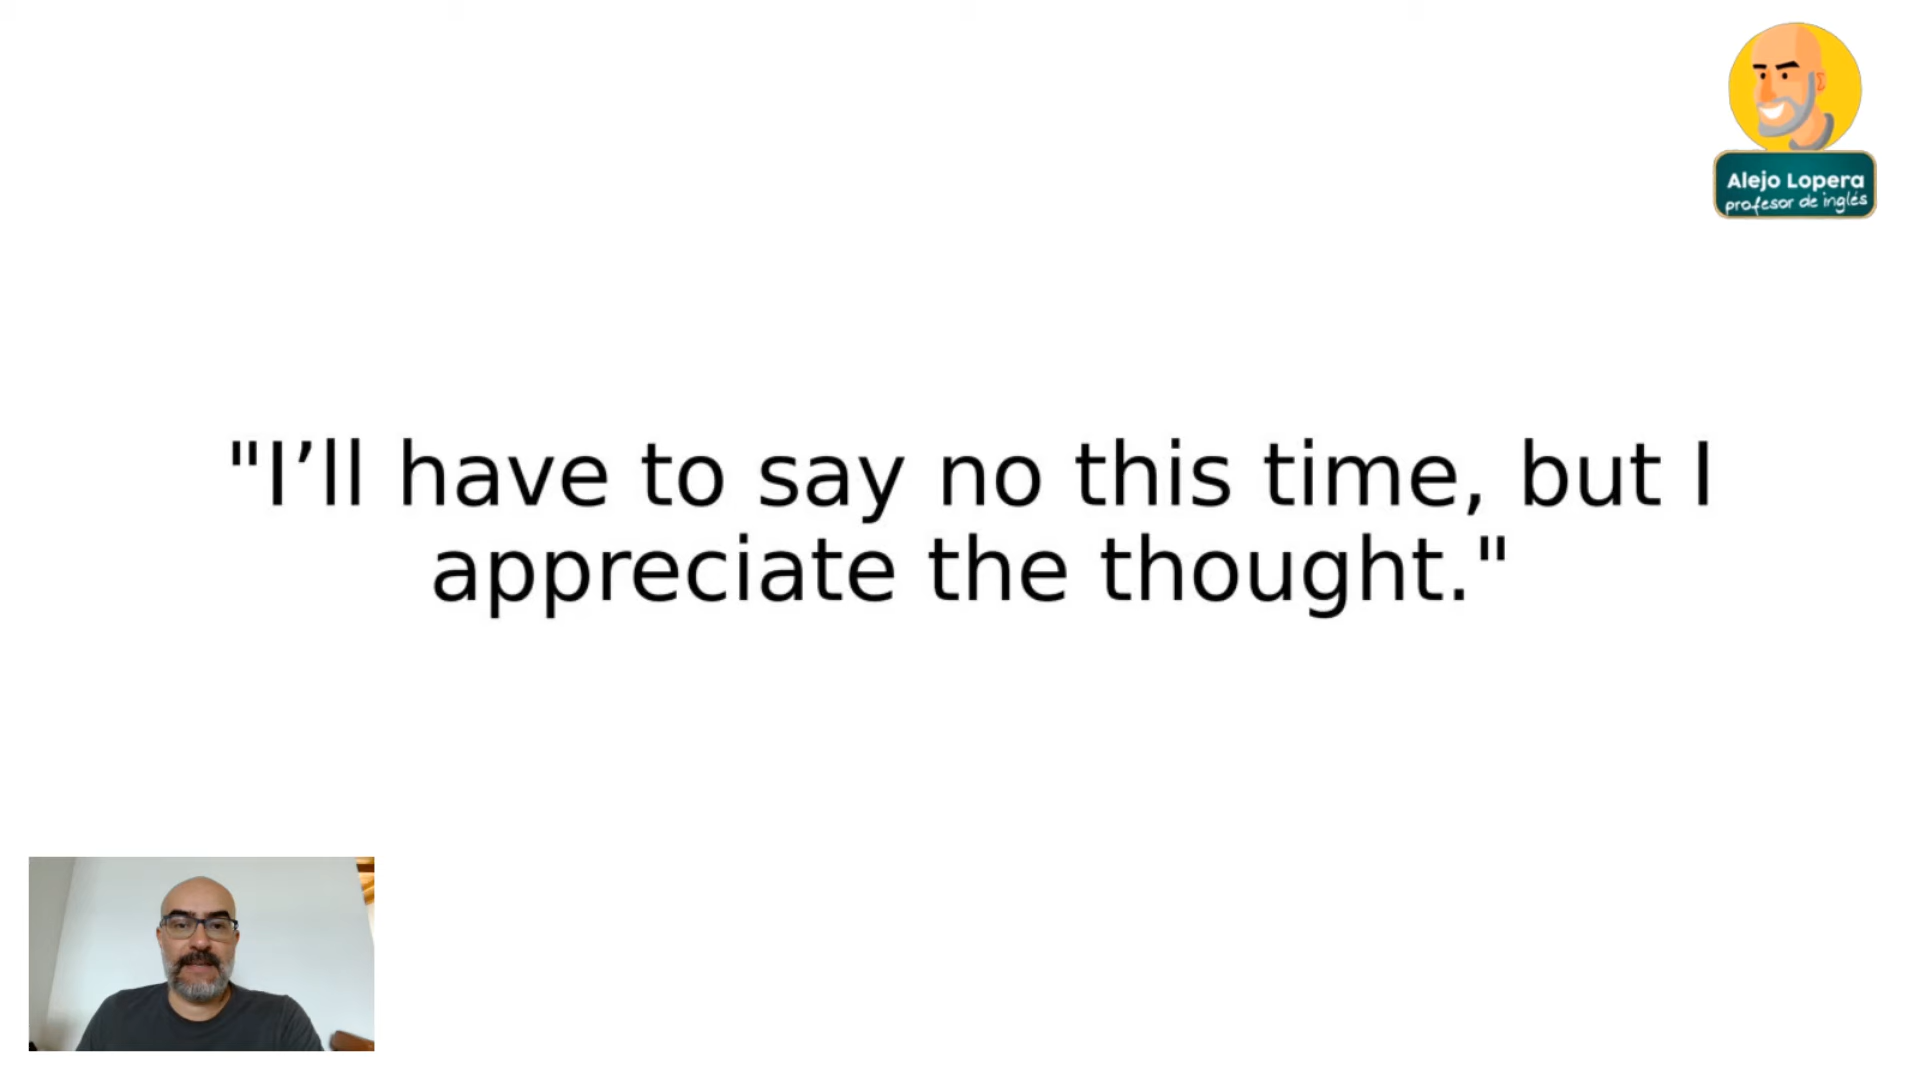 Alejo Lopera
profesor de inglés
"I’ll have to say no this time, but I
appreciate the thought."